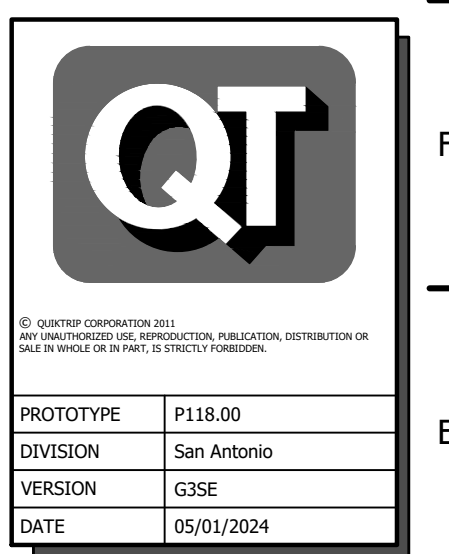 QT
© QUIKTRIP CORPORATION 2011
ANY UNAUTHORIZED USE, REPRODUCTION, PUBLICATION, DISTRIBUTION OR
SALE IN WHOLE OR IN PART, IS STRICTLY FORBIDDEN.
PROTOTYPE P118.00
DIVISION San Antonio
VERSION G3SE
DATE 05/01/2024